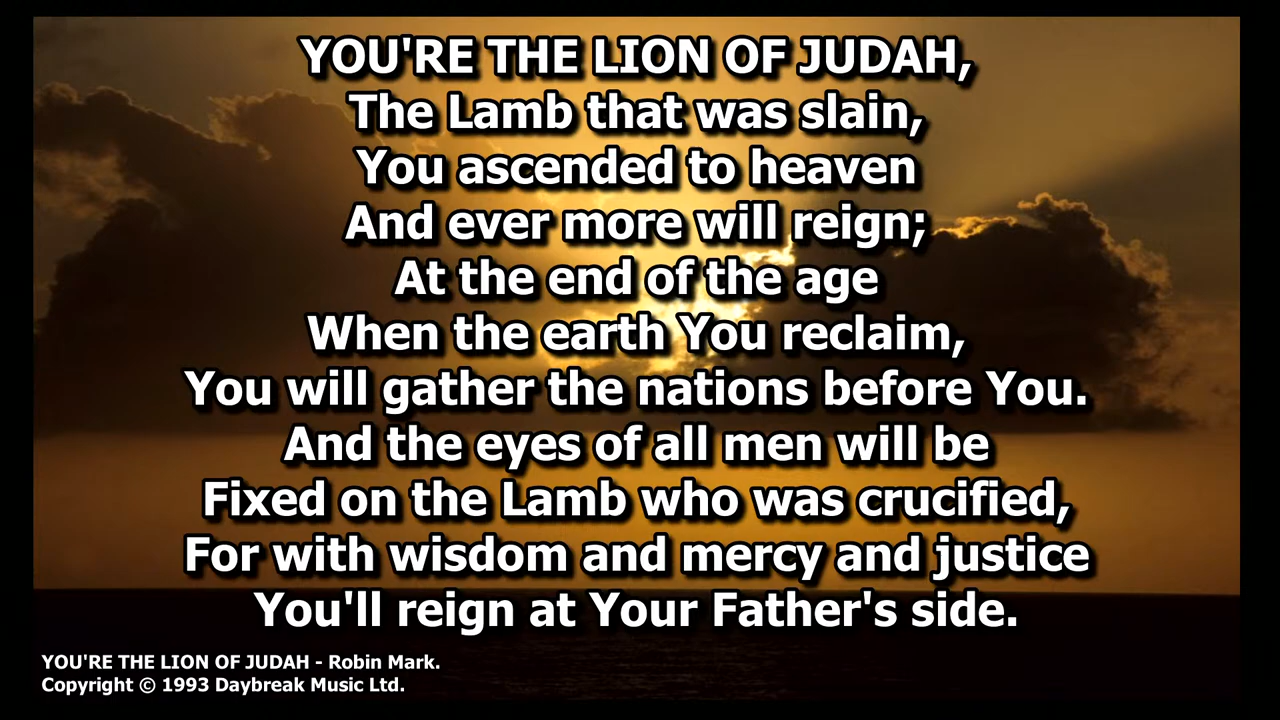 YOU'RE THE LION OF JUDAH,
The Lamb that was slain,
You ascended to heaven
And ever more will reign;
At the end of the age
When the earth You reclaim,
You will gather the nations before You.
And the eyes of all men will be
Fixed on the Lamb who was crucified,
For with wisdom and mercy and justice
You'll reign at Your Father's side.
YOU'RE THE LION OF JUDAH - Robin Mark.
Copyright © 1993 Daybreak Music Ltd.